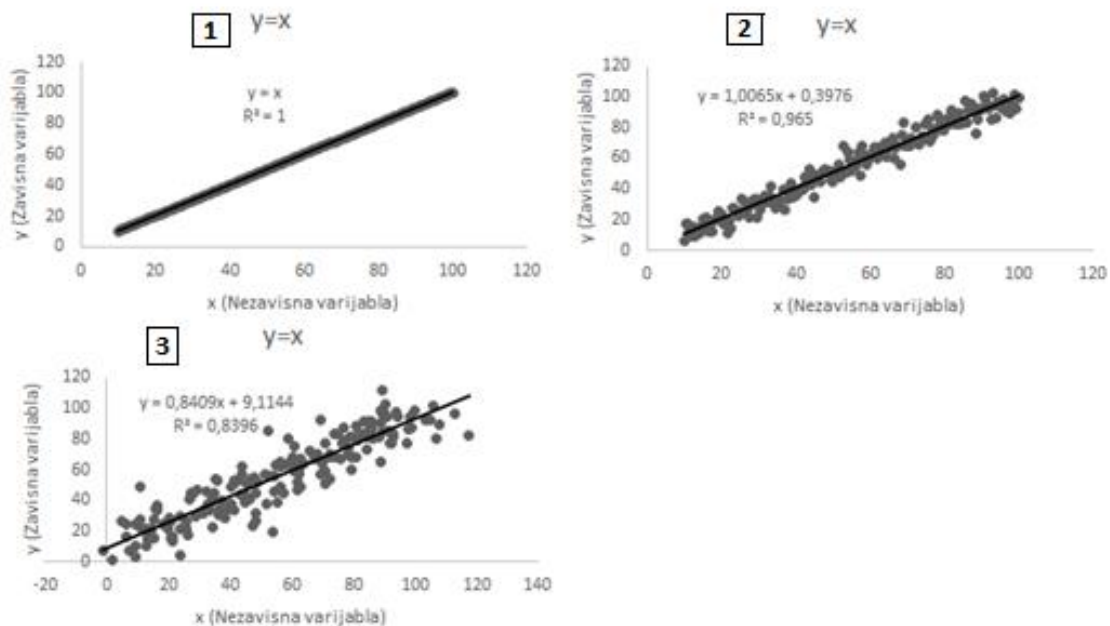 1
y=x
120
100
80
60
40
20
0
y = x
R² = 1
0 20 40 60 80 100 120
x (Nezavisna varijabla)
y (Zavisna varijabla)
2
y=x
120
100
80
60
40
20
0
y = 1,0065x + 0,3976
R² = 0,965
0 20 40 60 80 100 120
x (Nezavisna varijabla)
y (Zavisna varijabla)
3
y=x
120
100
80
60
40
20
0
y = 0,8409x + 9,1144
R² = 0,8396
-20 0 20 40 60 80 100 120 140
x (Nezavisna varijabla)
y (Zavisna varijabla)